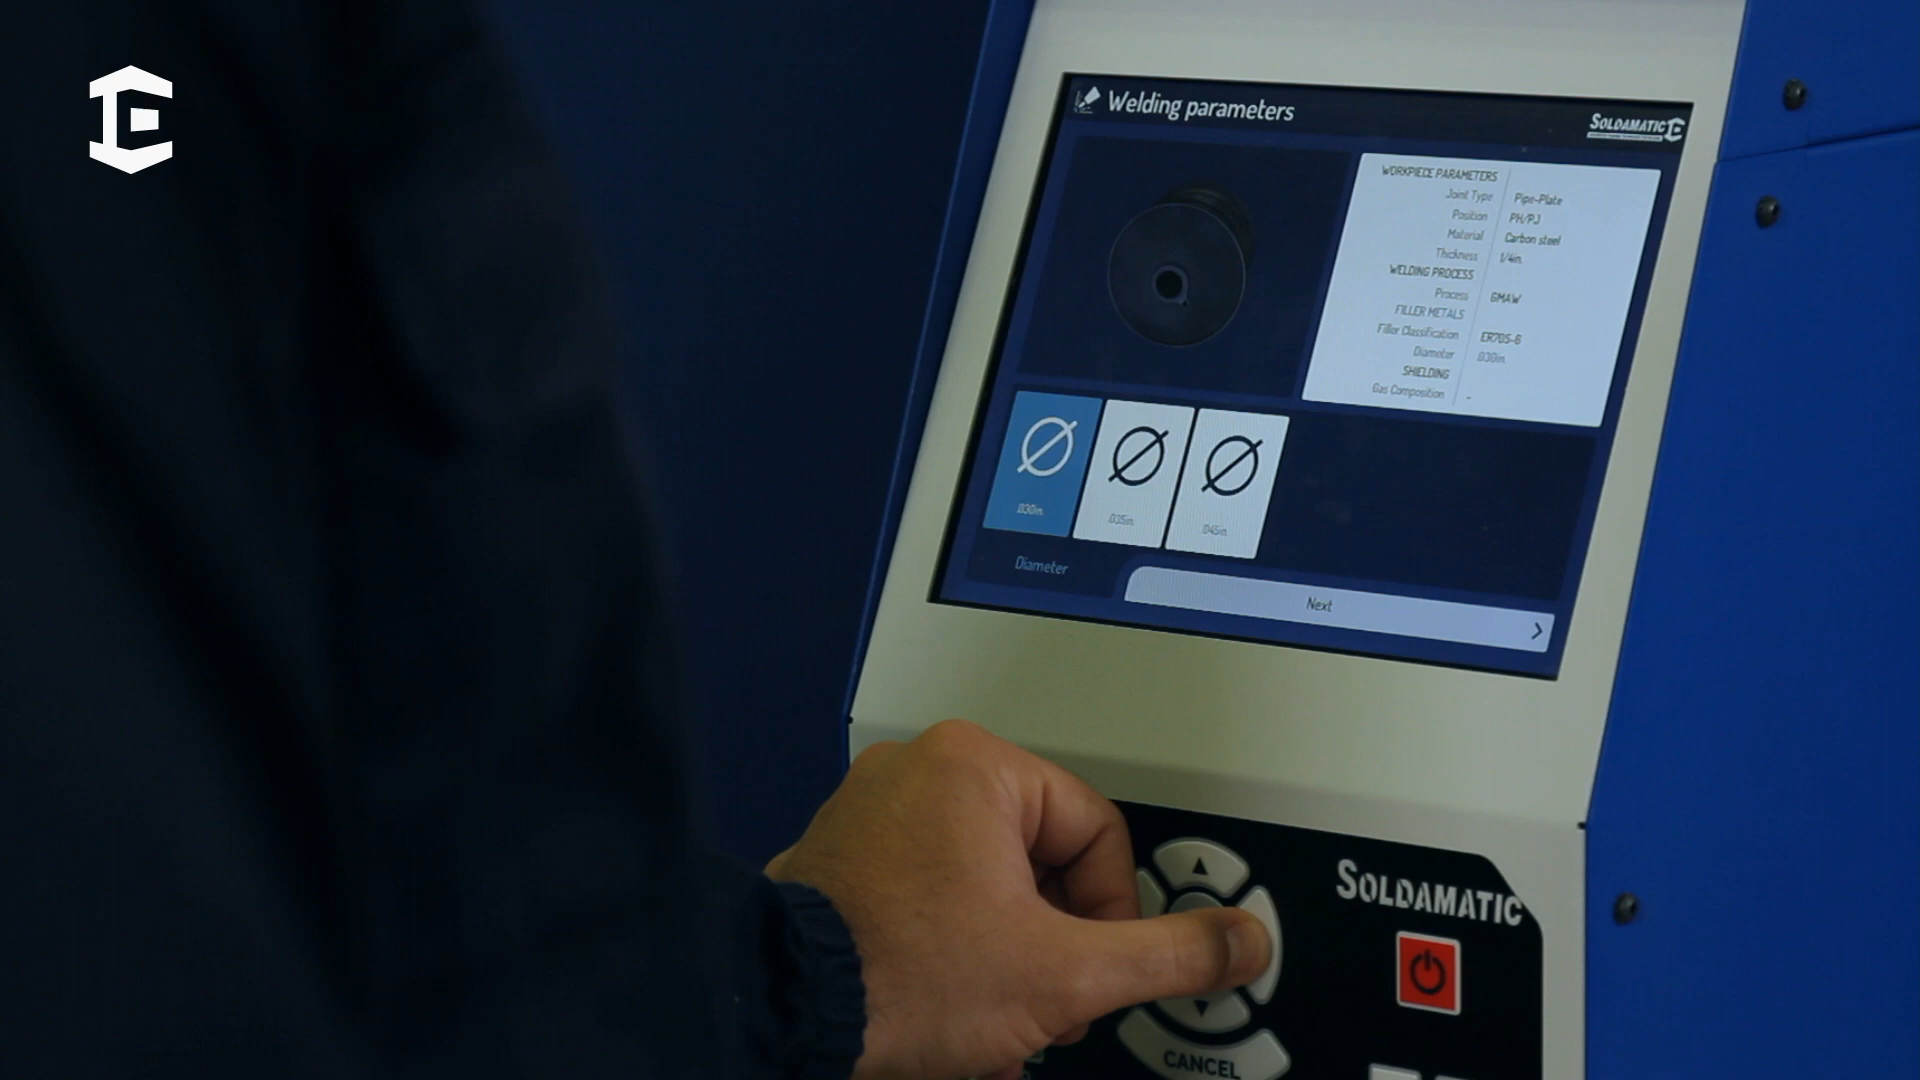 Welding parameters
SOLDAMATIC
WORKPIECE PARAMETERS
Joint Type Pipe-Plate
Position PH/PJ
Material Carbon steel
Thickness 1/4in.
WELDING PROCESS
Process GMAW
FILLER METALS
Filler Classification ER70S-6
Diameter .030in.
SHIELDING
Gas Composition -
.030in. .035in. .045in.
Diameter
Next
SOLDAMATIC
CANCEL